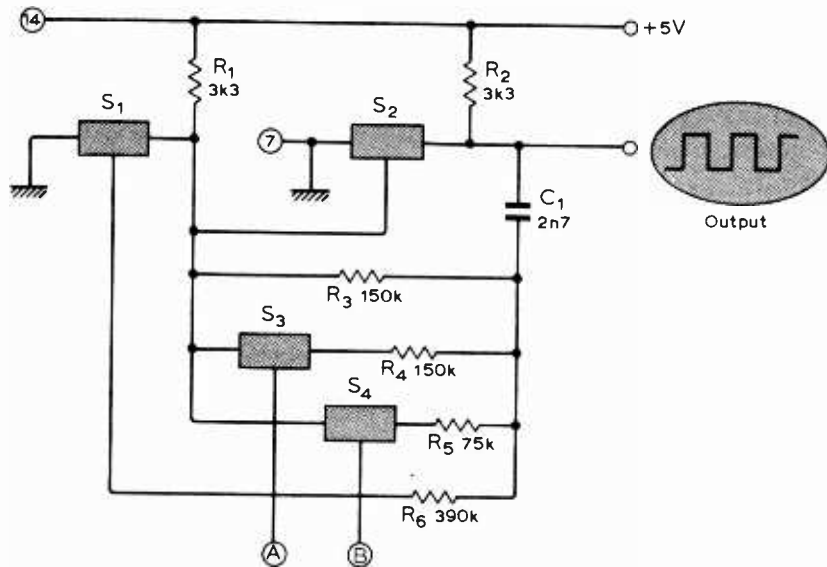 14
+5V
R1
3k3
R2
3k3
S1
S2
7
C1
2n7
Output
R3 150k
S3
R4 150k
S4
R5 75k
R6 390k
A
B